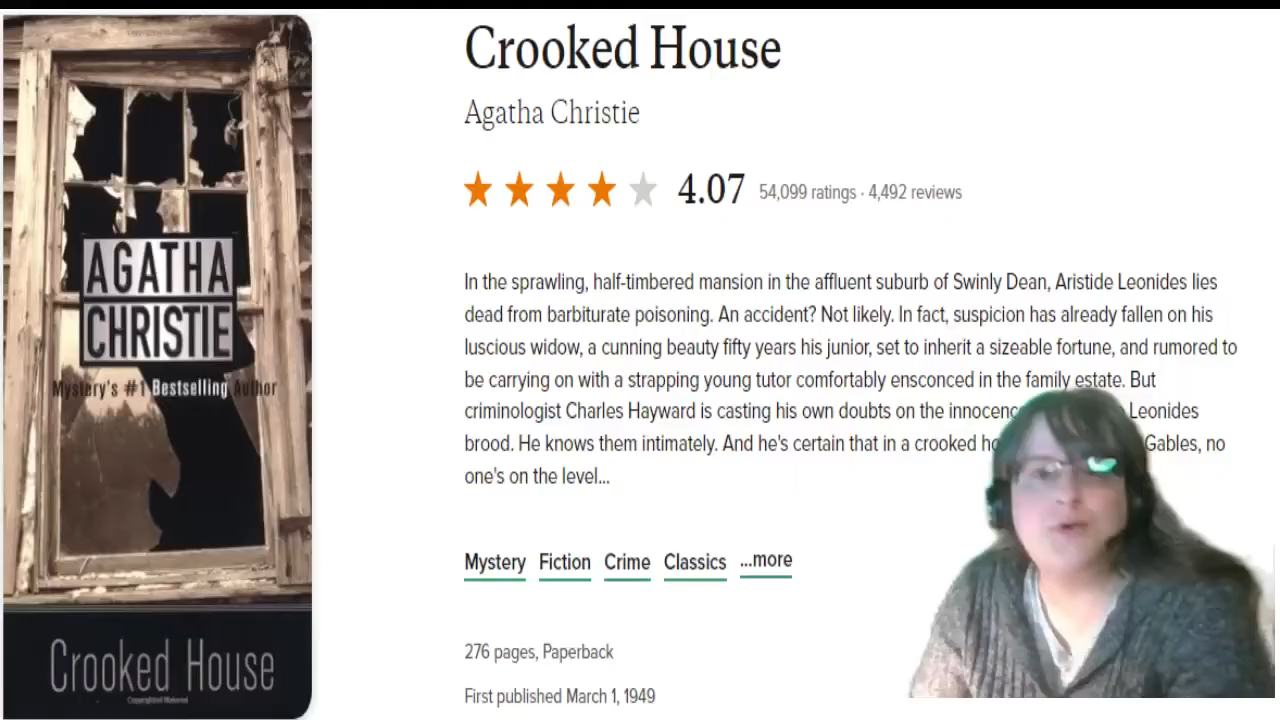 AGATHA
CHRISTIE
Mystery's #1 Bestselling Author
Crooked House
Copyrighted Material
Crooked House
Agatha Christie
4.07 54,099 ratings · 4,492 reviews
In the sprawling, half-timbered mansion in the affluent suburb of Swinly Dean, Aristide Leonides lies
dead from barbiturate poisoning. An accident? Not likely. In fact, suspicion has already fallen on his
luscious widow, a cunning beauty fifty years his junior, set to inherit a sizeable fortune, and rumored to
be carrying on with a strapping young tutor comfortably ensconced in the family estate. But
criminologist Charles Hayward is casting his own doubts on the Leonides
brood. He knows them intimately. And he's certain that in a crooked Gables, no
one's on the level...
Mystery Fiction Crime Classics ...more
276 pages, Paperback
First published March 1, 1949